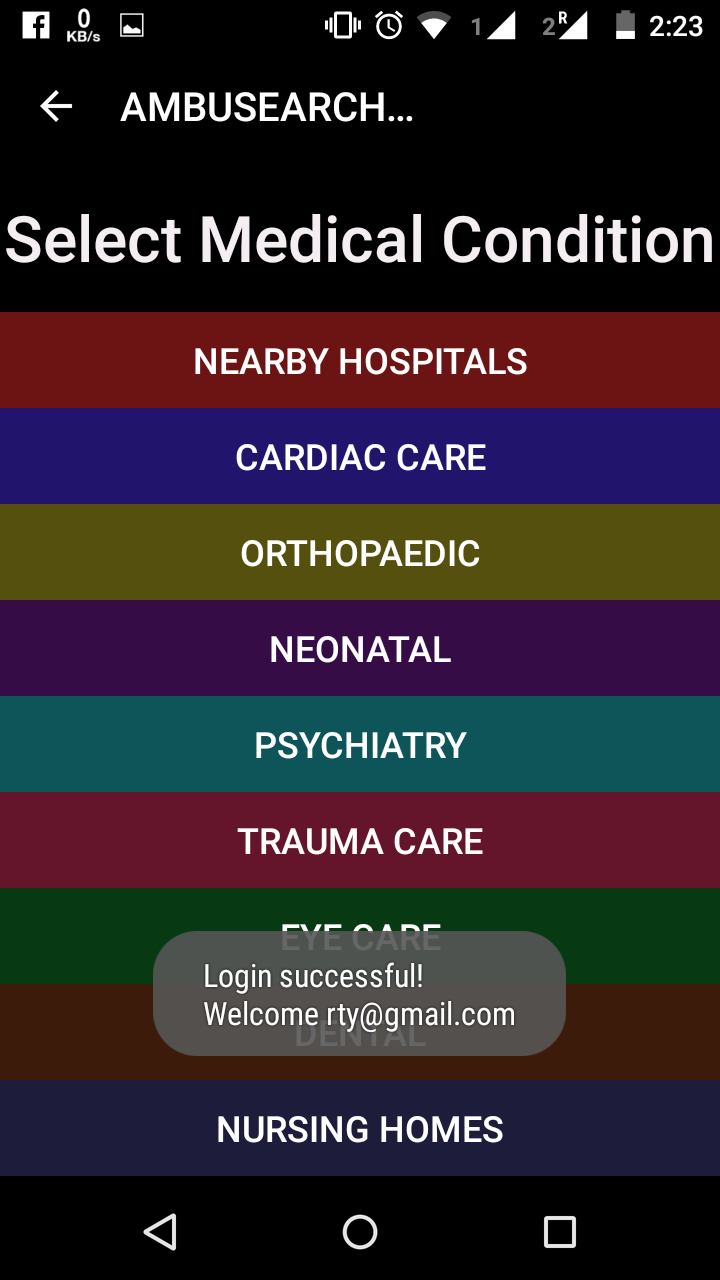 0
KB/s
1
2 R
2:23
AMBUSEARCH...
Select Medical Condition
NEARBY HOSPITALS
CARDIAC CARE
ORTHOPAEDIC
NEONATAL
PSYCHIATRY
TRAUMA CARE
EYE CARE
Login successful!
Welcome rty@gmail.com
DENTAL
NURSING HOMES